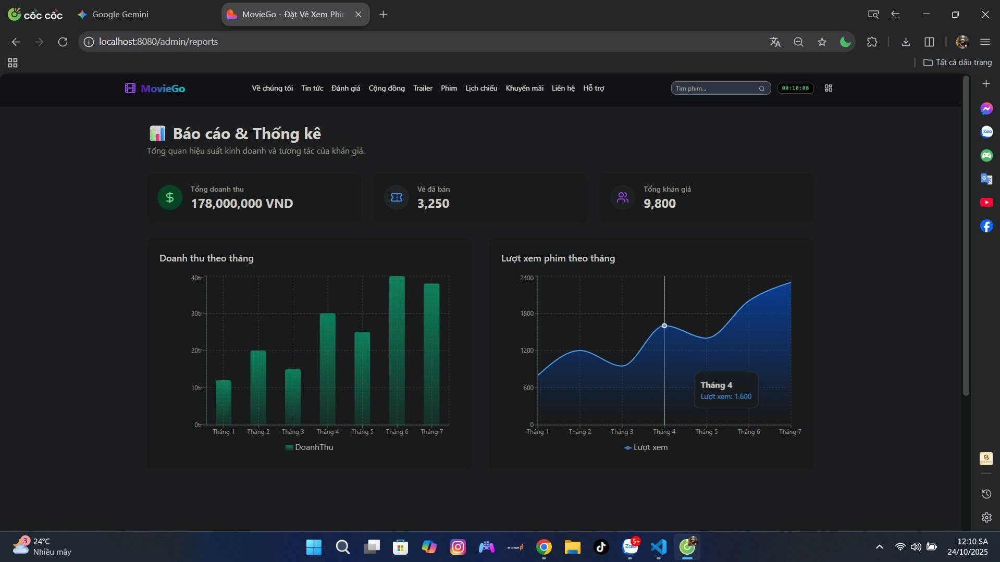 cốc cốc
Google Gemini
MovieGo - Đặt Vé Xem Phin
localhost:8080/admin/reports
Tất cả dấu trang
MovieGo
Về chúng tôi Tin tức Đánh giá Cộng đồng Trailer Phim Lịch chiếu Khuyến mãi Liên hệ Hỗ trợ
Tìm phim...
00:10:08
Báo cáo & Thống kê
Tổng quan hiệu suất kinh doanh và tương tác của khán giả.
Tổng doanh thu
178,000,000 VND
Vé đã bán
3,250
Tổng khán giả
9,800
Doanh thu theo tháng
40tr
30tr
20tr
10tr
0tr
Tháng 1 Tháng 2 Tháng 3 Tháng 4 Tháng 5 Tháng 6 Tháng 7
DoanhThu
Lượt xem phim theo tháng
2400
1800
1200
600
0
Tháng 4
Lượt xem: 1.600
Tháng 1 Tháng 2 Tháng 3 Tháng 4 Tháng 5 Tháng 6 Tháng 7
Lượt xem
Zalo
3
24°C
Nhiều mây
Zalo
5+
12:10 SA
24/10/2025